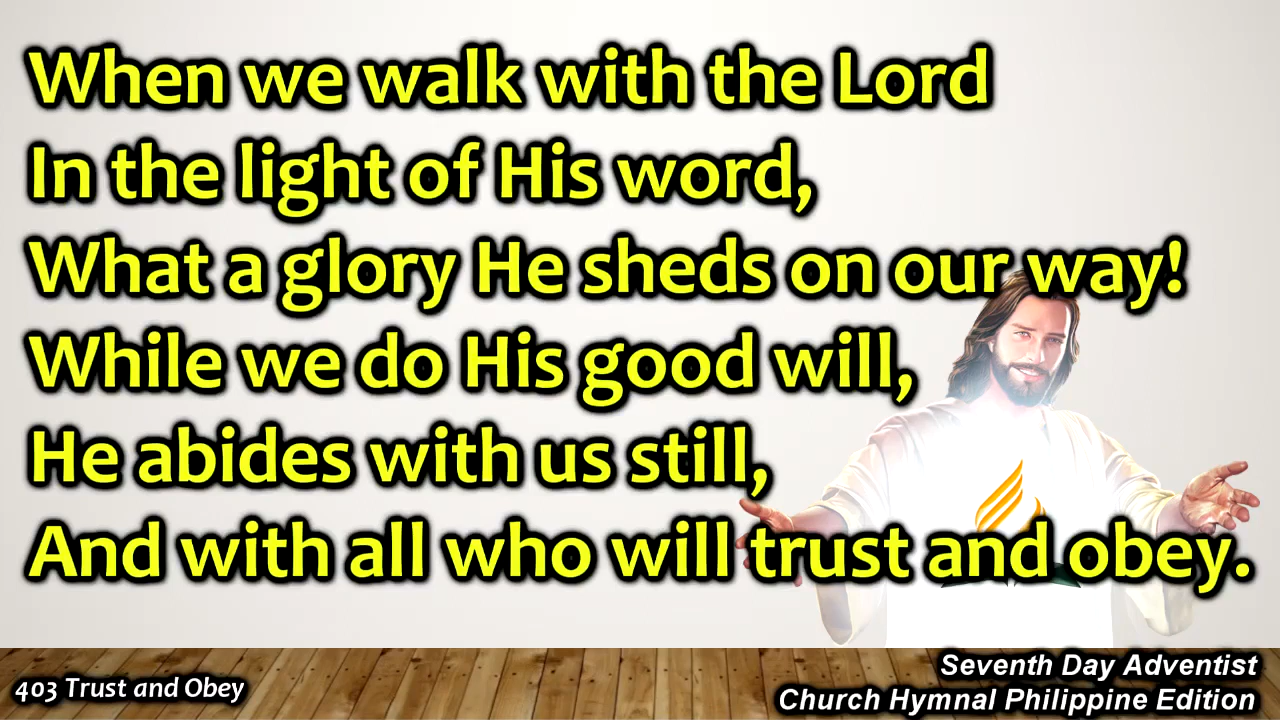 When we walk with the Lord
In the light of His word,
What a glory He sheds on our way!
While we do His good will,
He abides with us still,
And with all who will trust and obey.
403 Trust and Obey
Seventh Day Adventist
Church Hymnal Philippine Edition